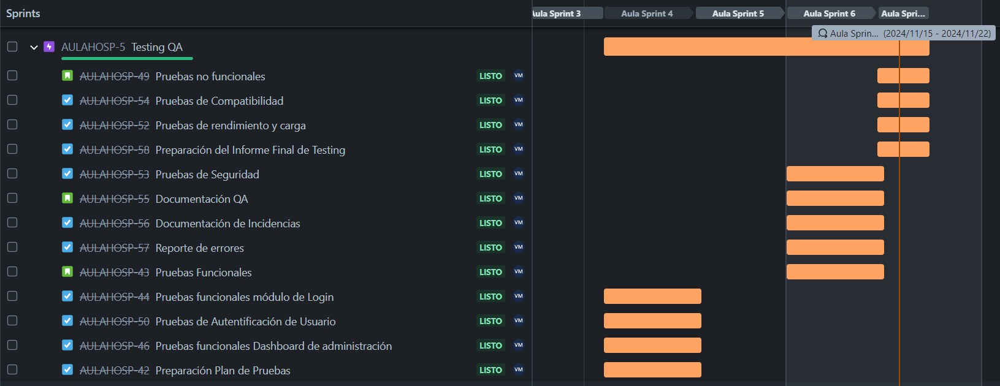 Sprints
Aula Sprint 3 Aula Sprint 4 Aula Sprint 5 Aula Sprint 6 Aula Spri...
Aula Sprin... (2024/11/15 - 2024/11/22)
AULAHOSP-5 Testing QA
AULAHOSP-49 Pruebas no funcionales LISTO VM
AULAHOSP-54 Pruebas de Compatibilidad LISTO VM
AULAHOSP-52 Pruebas de rendimiento y carga LISTO VM
AULAHOSP-58 Preparación del Informe Final de Testing LISTO VM
AULAHOSP-53 Pruebas de Seguridad LISTO VM
AULAHOSP-55 Documentación QA LISTO VM
AULAHOSP-56 Documentación de Incidencias LISTO VM
AULAHOSP-57 Reporte de errores LISTO VM
AULAHOSP-43 Pruebas Funcionales LISTO VM
AULAHOSP-44 Pruebas funcionales módulo de Login LISTO VM
AULAHOSP-50 Pruebas de Autentificación de Usuario LISTO VM
AULAHOSP-46 Pruebas funcionales Dashboard de administración LISTO VM
AULAHOSP-42 Preparación Plan de Pruebas LISTO VM